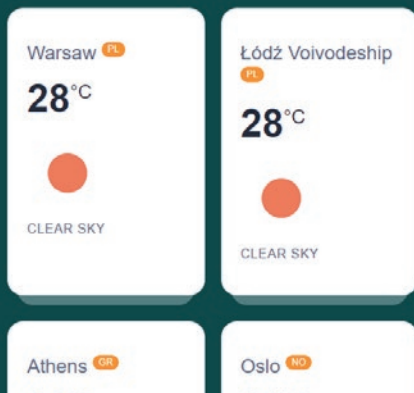 Warsaw PL
28°C
CLEAR SKY
Łódź Voivodeship
PL
28°C
CLEAR SKY
Athens GR
Oslo NO